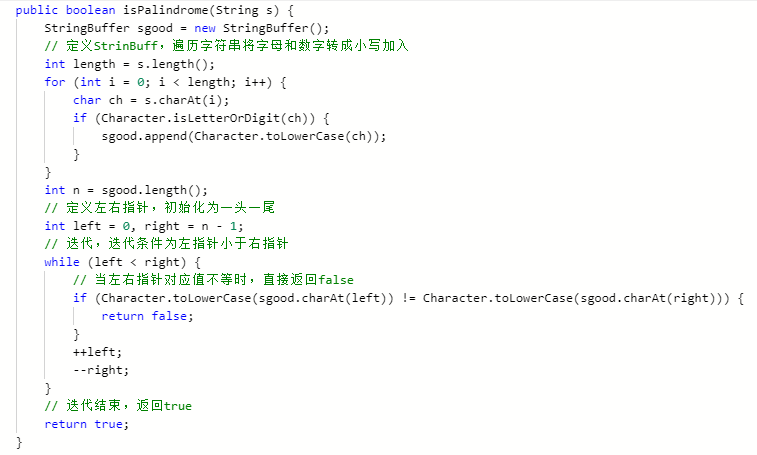 public boolean isPalindrome(String s) {
    StringBuffer sgood = new StringBuffer();
    // 定义StrinBuff，遍历字符串将字母和数字转成小写加入
    int length = s.length();
    for (int i = 0; i < length; i++) {
        char ch = s.charAt(i);
        if (Character.isLetterOrDigit(ch)) {
            sgood.append(Character.toLowerCase(ch));
        }
    }
    int n = sgood.length();
    // 定义左右指针，初始化为一头一尾
    int left = 0, right = n - 1;
    // 迭代，迭代条件为左指针小于右指针
    while (left < right) {
        // 当左右指针对应值不等时，直接返回false
        if (Character.toLowerCase(sgood.charAt(left)) != Character.toLowerCase(sgood.charAt(right))) {
            return false;
        }
        ++left;
        --right;
    }
    // 迭代结束，返回true
    return true;
}